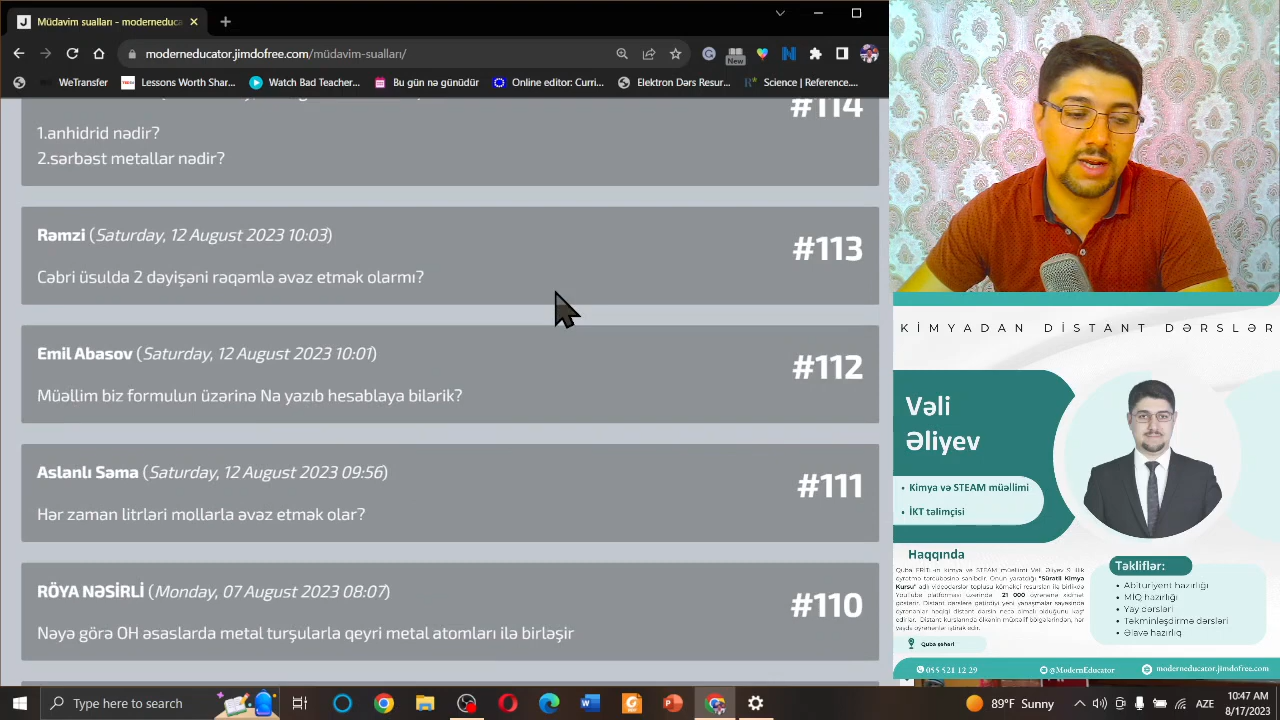 Müdavim sualları - moderneduca
moderneducator.jimdofree.com/müdavim-sualları/
New
WeTransfer
Lessons Worth Shar...
Watch Bad Teacher...
Bu gün nə günüdür
Online editor: Curri...
Elektron Dərs Resur...
Science | Reference....
#114
1.anhidrid nədir?
2.sərbəst metallar nədir?
Rəmzi (Saturday, 12 August 2023 10:03)
#113
Cəbri üsulda 2 dəyişəni rəqəmlə əvəz etmək olarmı?
Emil Abasov (Saturday, 12 August 2023 10:01)
#112
Müəllim biz formulun üzərinə Na yazıb hesablaya bilərik?
Aslanlı Səma (Saturday, 12 August 2023 09:56)
#111
Hər zaman litrləri mollarla əvəz etmək olar?
RÖYA NƏSİRLİ (Monday, 07 August 2023 08:07)
#110
Nəyə görə OH əsaslarda metal turşularla qeyri metal atomları ilə birləşir
KİMYADAN DİSTANT DƏRSLƏR
Vəli
Əliyev
• Kimya və STEAM müəllimi
• İKT təlimçisi
Haqqında
Quba şəhəri
Təkliflər:
• Abituriyent hazırlığı
• MİQ hazırlığı
• Yay dərsləri
• Təkminləşdirmə dərsləri
• Əlavə hazırlıq
055 521 12 29
@ModernEducator
moderneducator.jimdofree.com
Type here to search
89°F Sunny
AZE
10:47 AM
8/17/2023